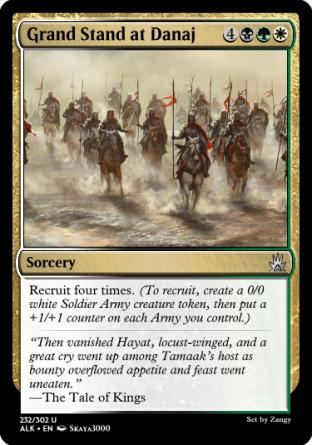 Grand Stand at Danaj 4
Sorcery
Recruit four times. (To recruit, create a 0/0
white Soldier Army creature token, then put a
+1/+1 counter on each Army you control.)
“Then vanished Hayat, locust-winged, and a
great cry went up among Tamaak’s host as
bounty overflowed appetite and feast went
uneaten.”
—The Tale of Kings
232/302 U
ALK • EN Skaya3000
Set by Zangy